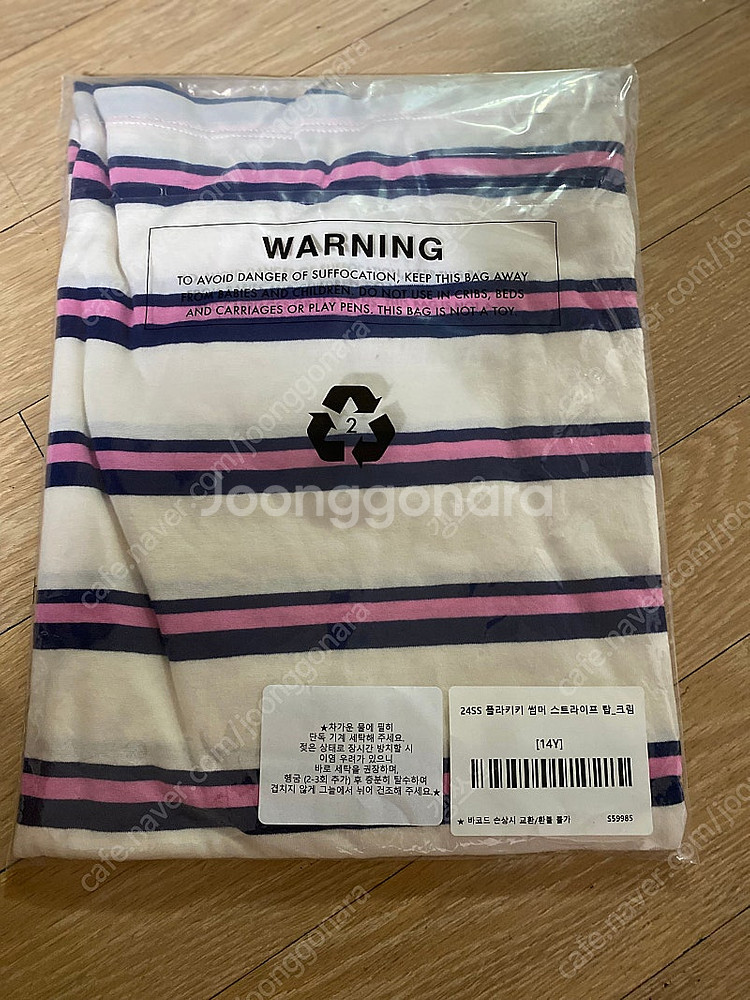 WARNING
TO AVOID DANGER OF SUFFOCATION, KEEP THIS BAG AWAY
FROM BABIES AND CHILDREN. DO NOT USE IN CRIBS, BEDS
AND CARRIAGES OR PLAY PENS. THIS BAG IS NOT A TOY.
2
Joonggonara
★차가운 물에 필히
단독 기계 세탁해 주세요.
젖은 상태로 장시간 방치할 시
이염 우려가 있으니
바로 세탁을 권장하며,
헹굼 (2-3회 추가) 후 충분히 탈수하여
겹치지 않게 그늘에서 뉘어 건조해 주세요.★
24SS 플라키키 썸머 스트라이프 탑_크림
[14Y]
★ 바코드 손상시 교환/환불 불가
S59985
cafe.naver.com/joonggonara